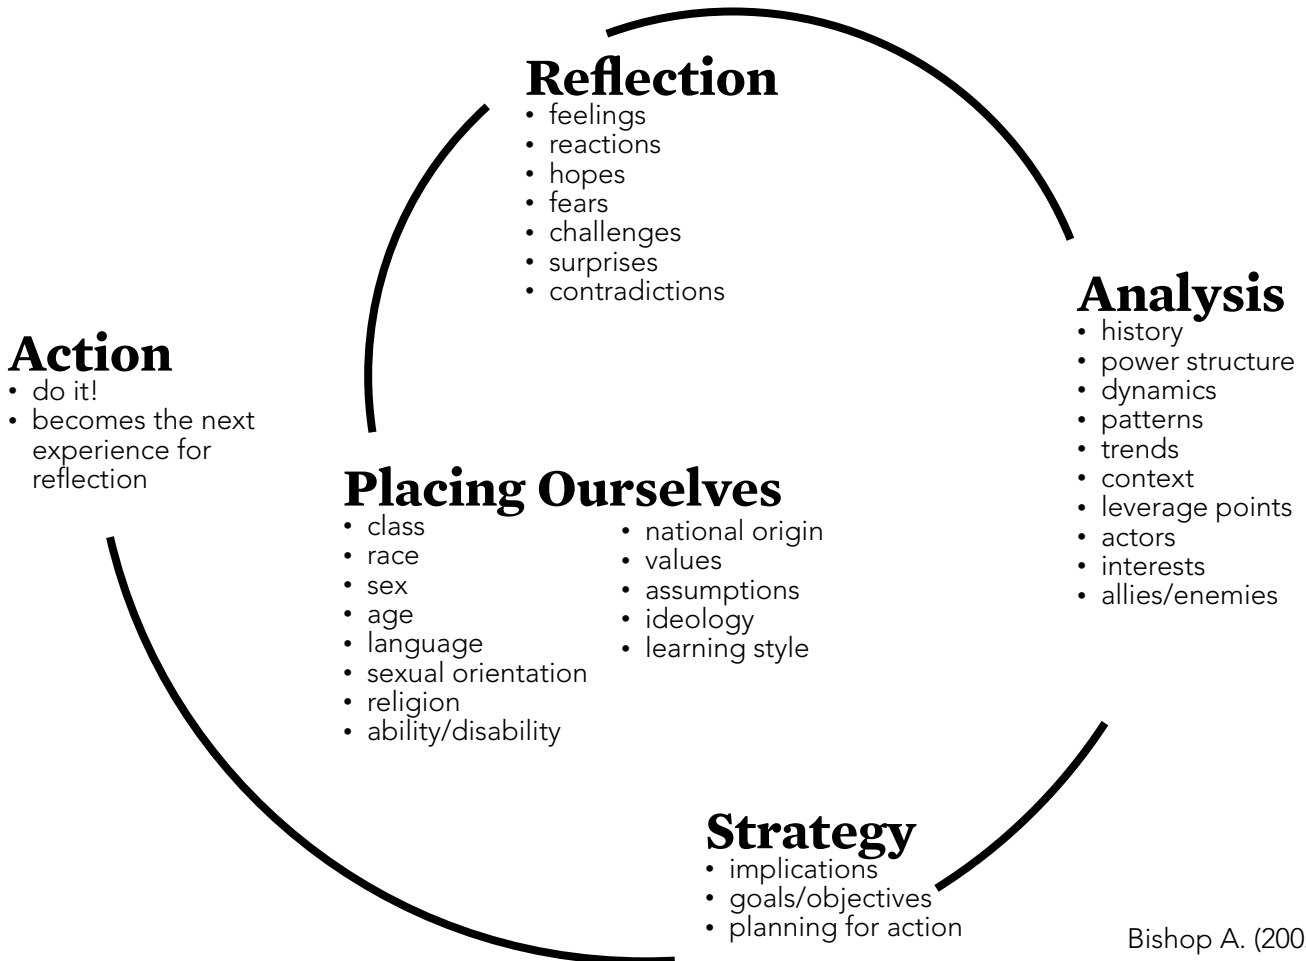 Reflection
• feelings
• reactions
• hopes
• fears
• challenges
• surprises
• contradictions
Analysis
• history
• power structure
• dynamics
• patterns
• trends
• context
• leverage points
• actors
• interests
• allies/enemies
Action
• do it!
• becomes the next
experience for
reflection
Placing Ourselves
• class
• race
• sex
• age
• language
• sexual orientation
• religion
• ability/disability
• national origin
• values
• assumptions
• ideology
• learning style
Strategy
• implications
• goals/objectives
• planning for action
Bishop A. (200